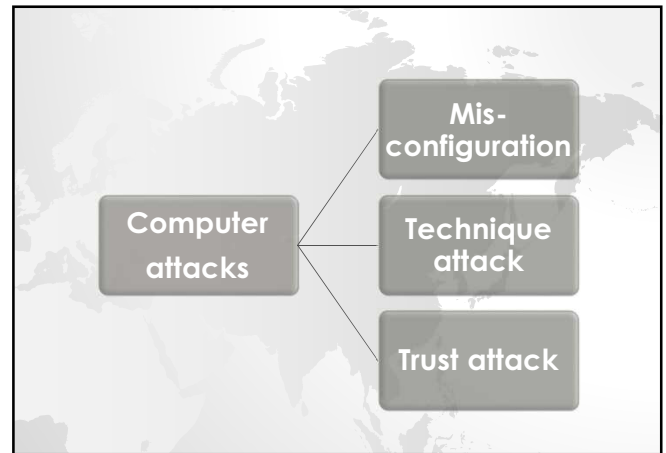 Computer
attacks
Mis-
configuration
Technique
attack
Trust attack